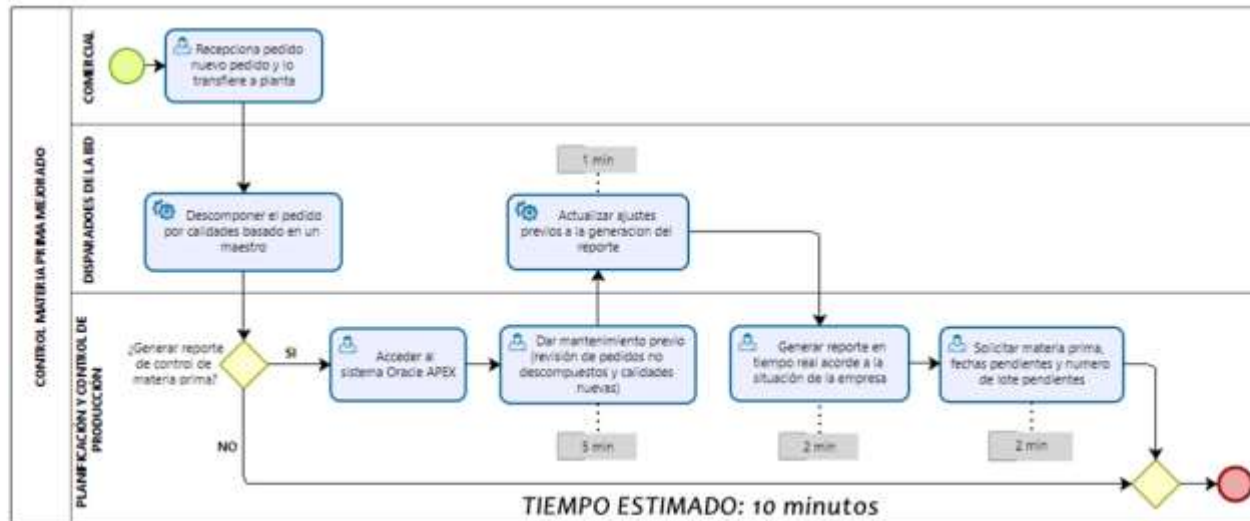 CONTROL MATERIA PRIMA MEJORADO
COMERCIAL
Recepciona pedido
nuevo pedido y lo
transfiere a planta
DISPARADOES DE LA BD
1 min
Descomponer el pedido
por calidades basado en un
maestro
Actualizar ajustes
previos a la generacion del
reporte
PLANIFICACIÓN Y CONTROL DE
PRODUCCIÓN
¿Generar reporte
de control de
materia prima?
SI
Acceder al
sistema Oracle APEX
Dar mantenimiento previo
(revisión de pedidos no
descompuestos y calidades
nuevas)
Generar reporte en
tiempo real acorde a la
situación de la empresa
Solicitar materia prima,
fechas pendientes y numero
de lote pendientes
NO
5 min
2 min
2 min
TIEMPO ESTIMADO: 10 minutos